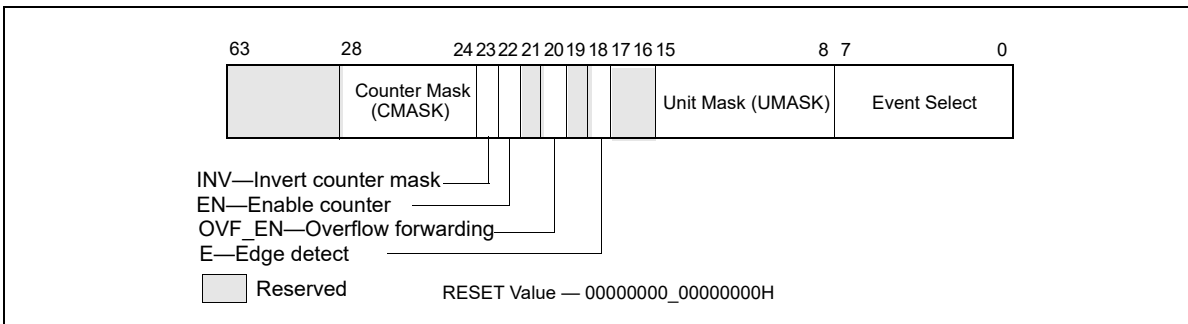 63 28 24 23 22 21 20 19 18 17 16 15 8 7 0
Counter Mask
(CMASK)
Unit Mask (UMASK)
Event Select
INV—Invert counter mask
EN—Enable counter
OVF_EN—Overflow forwarding
E—Edge detect
Reserved
RESET Value — 00000000_00000000H